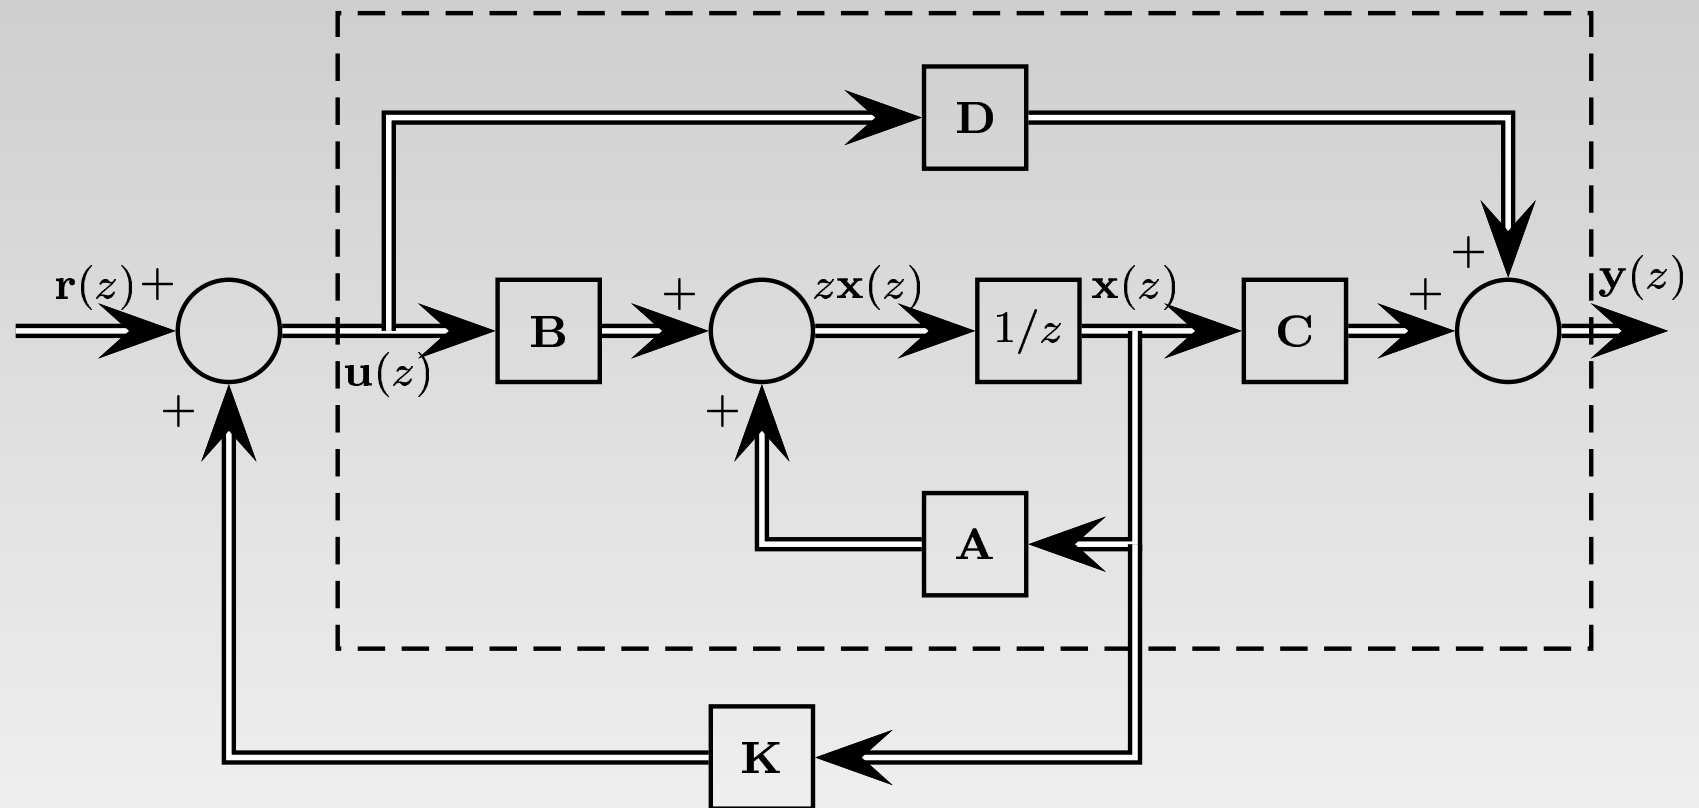 D
r(z) +
+
zx(z)
x(z)
+
+
y(z)
B
1/z
C
u(z)
+
+
A
K